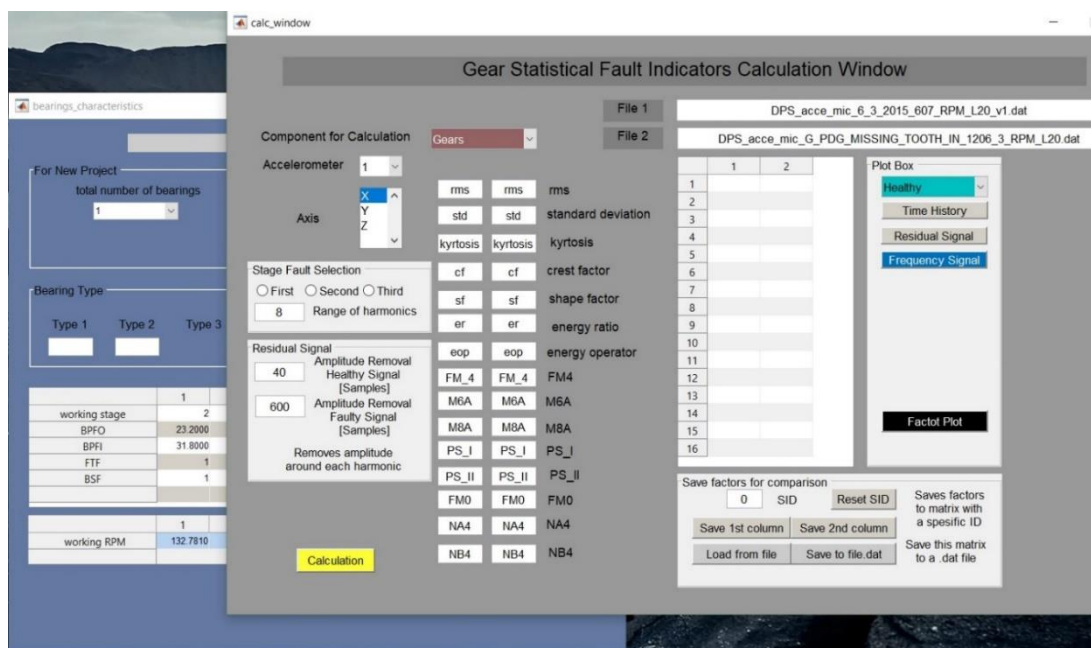 calc_window
Gear Statistical Fault Indicators Calculation Window
File 1
DPS_acce_mic_6_3_2015_607_RPM_L20_v1.dat
File 2
DPS_acce_mic_G_PDG_MISSING_TOOTH_IN_1206_3_RPM_L20.dat
Component for Calculation
Gears
Accelerometer
1
Axis
X
Y
Z
Stage Fault Selection
First Second Third
8 Range of harmonics
Residual Signal
40 Amplitude Removal
Healthy Signal
[Samples]
600 Amplitude Removal
Faulty Signal
[Samples]
Removes amplitude
around each harmonic
Calculation
rms rms rms
std std standard deviation
kyrtosis kyrtosis kyrtosis
cf cf crest factor
sf sf shape factor
er er energy ratio
eop eop energy operator
FM_4 FM_4 FM4
M6A M6A M6A
M8A M8A M8A
PS_I PS_I PS_I
PS_II PS_II PS_II
FM0 FM0 FM0
NA4 NA4 NA4
NB4 NB4 NB4
1 2
1
2
3
4
5
6
7
8
9
10
11
12
13
14
15
16
Plot Box
Healthy
Time History
Residual Signal
Frequency Signal
Factot Plot
Save factors for comparison
0 SID Reset SID
Saves factors
to matrix with
a spesific ID
Save 1st column Save 2nd column
Load from file Save to file.dat
Save this matrix
to a .dat file
bearings_characteristics
For New Project
total number of bearings
1
Bearing Type
Type 1 Type 2 Type 3
1
working stage 2
BPFO 23.2000
BPFI 31.8000
FTF 1
BSF 1
1
working RPM 132.7810